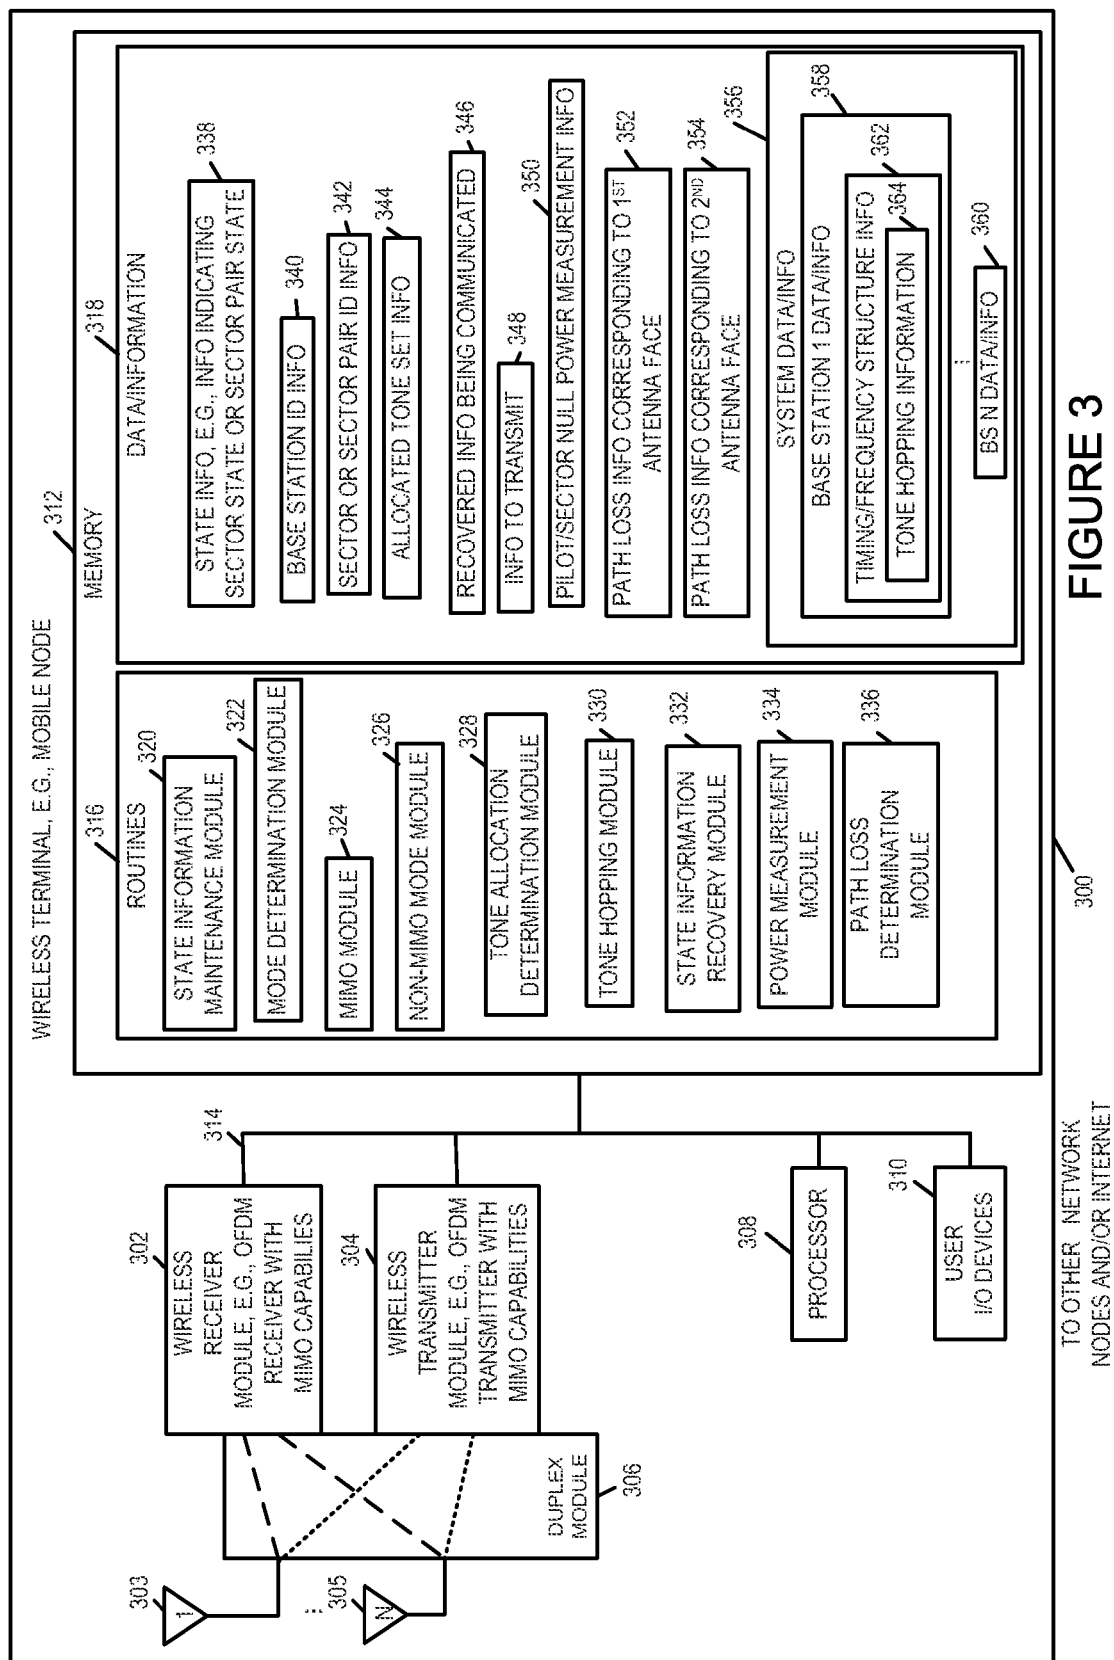 WIRELESS TERMINAL, E.G., MOBILE NODE
303
1
⋮
305
N
302
WIRELESS
RECEIVER
MODULE, E.G., OFDM
RECEIVER WITH
MIMO CAPABILIES
304
WIRELESS
TRANSMITTER
MODULE, E.G., OFDM
TRANSMITTER WITH
MIMO CAPABILITIES
DUPLEX
MODULE
306
314
308
PROCESSOR
310
USER
I/O DEVICES
TO OTHER NETWORK
NODES AND/OR INTERNET
300
312
MEMORY
316
ROUTINES
320
STATE INFORMATION
MAINTENANCE MODULE
322
MODE DETERMINATION MODULE
324
MIMO MODULE
326
NON-MIMO MODE MODULE
328
TONE ALLOCATION
DETERMINATION MODULE
330
TONE HOPPING MODULE
332
STATE INFORMATION
RECOVERY MODULE
334
POWER MEASUREMENT
MODULE
336
PATH LOSS
DETERMINATION
MODULE
318
DATA/INFORMATION
338
STATE INFO, E.G., INFO INDICATING
SECTOR STATE OR SECTOR PAIR STATE
340
BASE STATION ID INFO
342
SECTOR OR SECTOR PAIR ID INFO
344
ALLOCATED TONE SET INFO
346
RECOVERED INFO BEING COMMUNICATED
348
INFO TO TRANSMIT
350
PILOT/SECTOR NULL POWER MEASUREMENT INFO
352
PATH LOSS INFO CORRESPONDING TO 1ST
ANTENNA FACE
354
PATH LOSS INFO CORRESPONDING TO 2ND
ANTENNA FACE
356
SYSTEM DATA/INFO
358
BASE STATION 1 DATA/INFO
362
TIMING/FREQUENCY STRUCTURE INFO
364
TONE HOPPING INFORMATION
⋮
360
BS N DATA/INFO
FIGURE 3